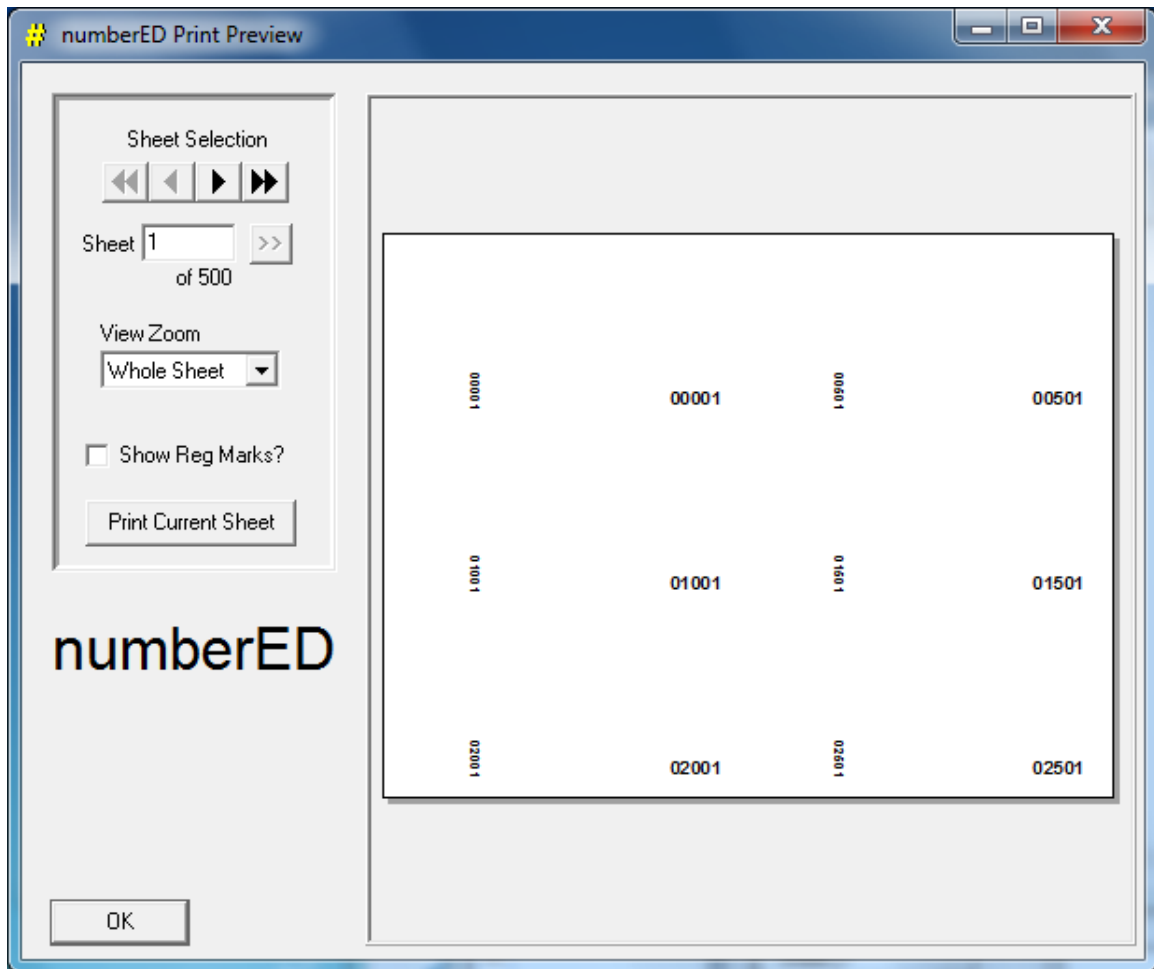 numberED Print Preview
Sheet Selection
Sheet 1 >>
of 500
View Zoom
Whole Sheet
Show Reg Marks?
Print Current Sheet
numberED
OK
00001 00001 00501 00501
01001 01001 01501 01501
02001 02001 02501 02501